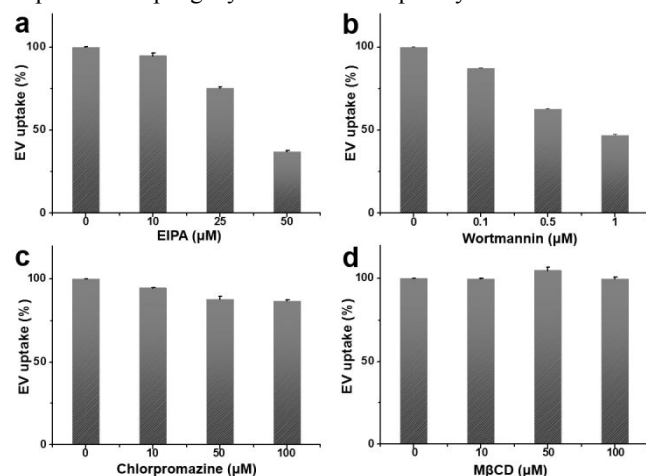 a
100
50
0
EV uptake (%)
0 10 25 50
EIPA (μM)
b
100
50
0
EV uptake (%)
0 0.1 0.5 1
Wortmannin (μM)
c
100
50
0
EV uptake (%)
0 10 50 100
Chlorpromazine (μM)
d
100
50
0
EV uptake (%)
0 10 50 100
MβCD (μM)